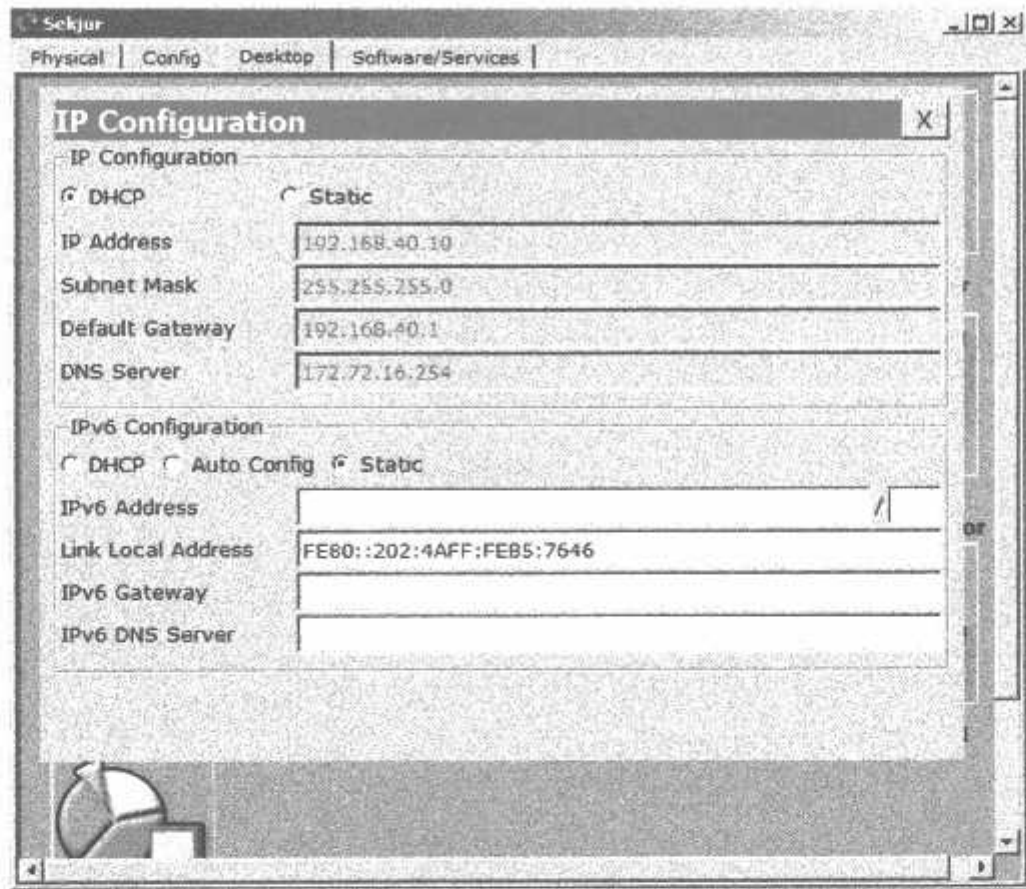 Sekjur
Physical Config Desktop Software/Services
IP Configuration X
IP Configuration
DHCP Static
IP Address 192.168.40.10
Subnet Mask 255.255.255.0
Default Gateway 192.168.40.1
DNS Server 172.72.16.254
IPv6 Configuration
DHCP Auto Config Static
IPv6 Address /
Link Local Address FE80::202:4AFF:FEB5:7646
IPv6 Gateway
IPv6 DNS Server